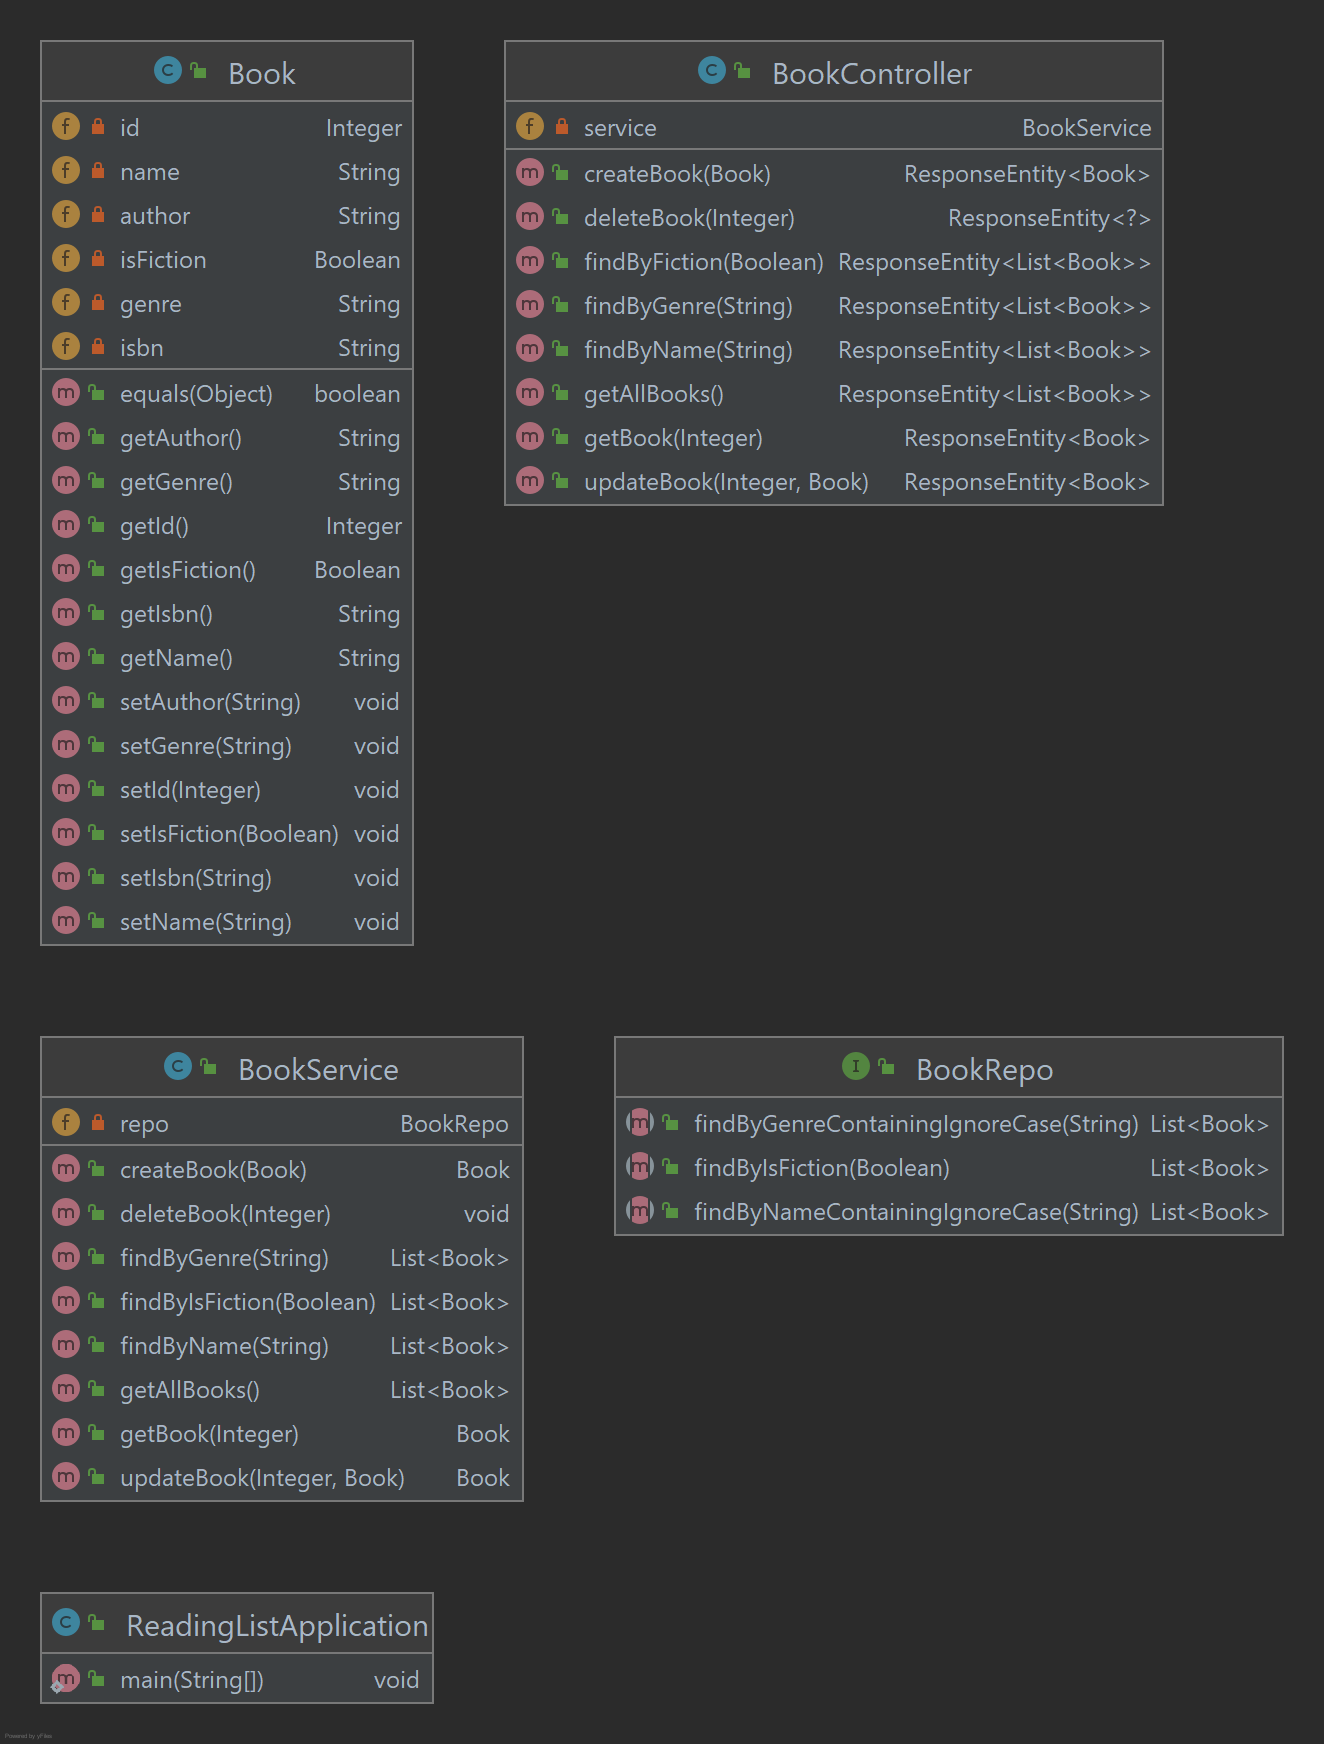 Book
id Integer
name String
author String
isFiction Boolean
genre String
isbn String
equals(Object) boolean
getAuthor() String
getGenre() String
getId() Integer
getIsFiction() Boolean
getIsbn() String
getName() String
setAuthor(String) void
setGenre(String) void
setId(Integer) void
setIsFiction(Boolean) void
setIsbn(String) void
setName(String) void
BookController
service BookService
createBook(Book) ResponseEntity<Book>
deleteBook(Integer) ResponseEntity<?>
findByFiction(Boolean) ResponseEntity<List<Book>>
findByGenre(String) ResponseEntity<List<Book>>
findByName(String) ResponseEntity<List<Book>>
getAllBooks() ResponseEntity<List<Book>>
getBook(Integer) ResponseEntity<Book>
updateBook(Integer, Book) ResponseEntity<Book>
BookService
repo BookRepo
createBook(Book) Book
deleteBook(Integer) void
findByGenre(String) List<Book>
findByIsFiction(Boolean) List<Book>
findByName(String) List<Book>
getAllBooks() List<Book>
getBook(Integer) Book
updateBook(Integer, Book) Book
BookRepo
findByGenreContainingIgnoreCase(String) List<Book>
findByIsFiction(Boolean) List<Book>
findByNameContainingIgnoreCase(String) List<Book>
ReadingListApplication
main(String[]) void
Powered by yFiles